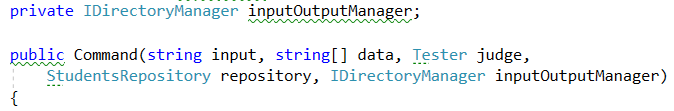 private IDirectoryManager inputOutputManager;
public Command(string input, string[] data, Tester judge,
StudentsRepository repository, IDirectoryManager inputOutputManager)
{